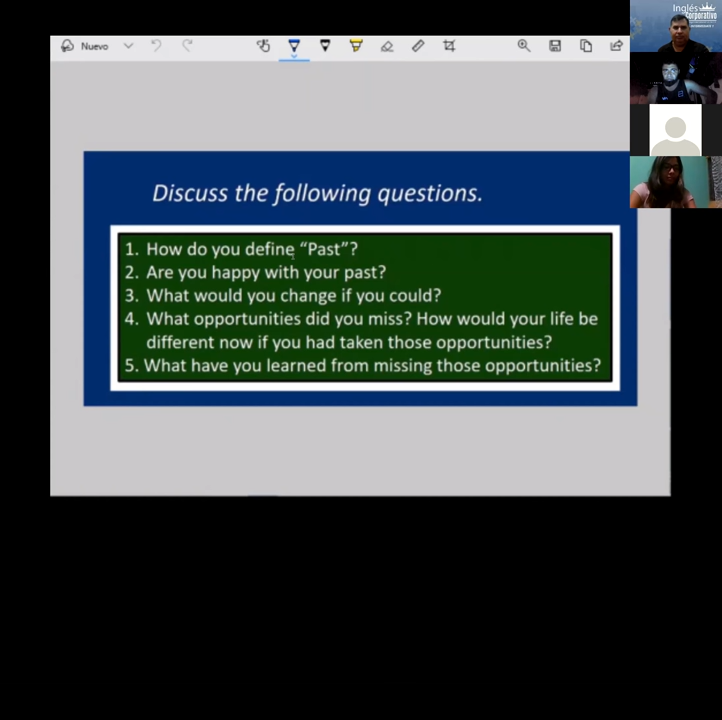 Nuevo
Inglés
Corporativo
Discuss the following questions.
1. How do you define “Past”?
2. Are you happy with your past?
3. What would you change if you could?
4. What opportunities did you miss? How would your life be
different now if you had taken those opportunities?
5. What have you learned from missing those opportunities?